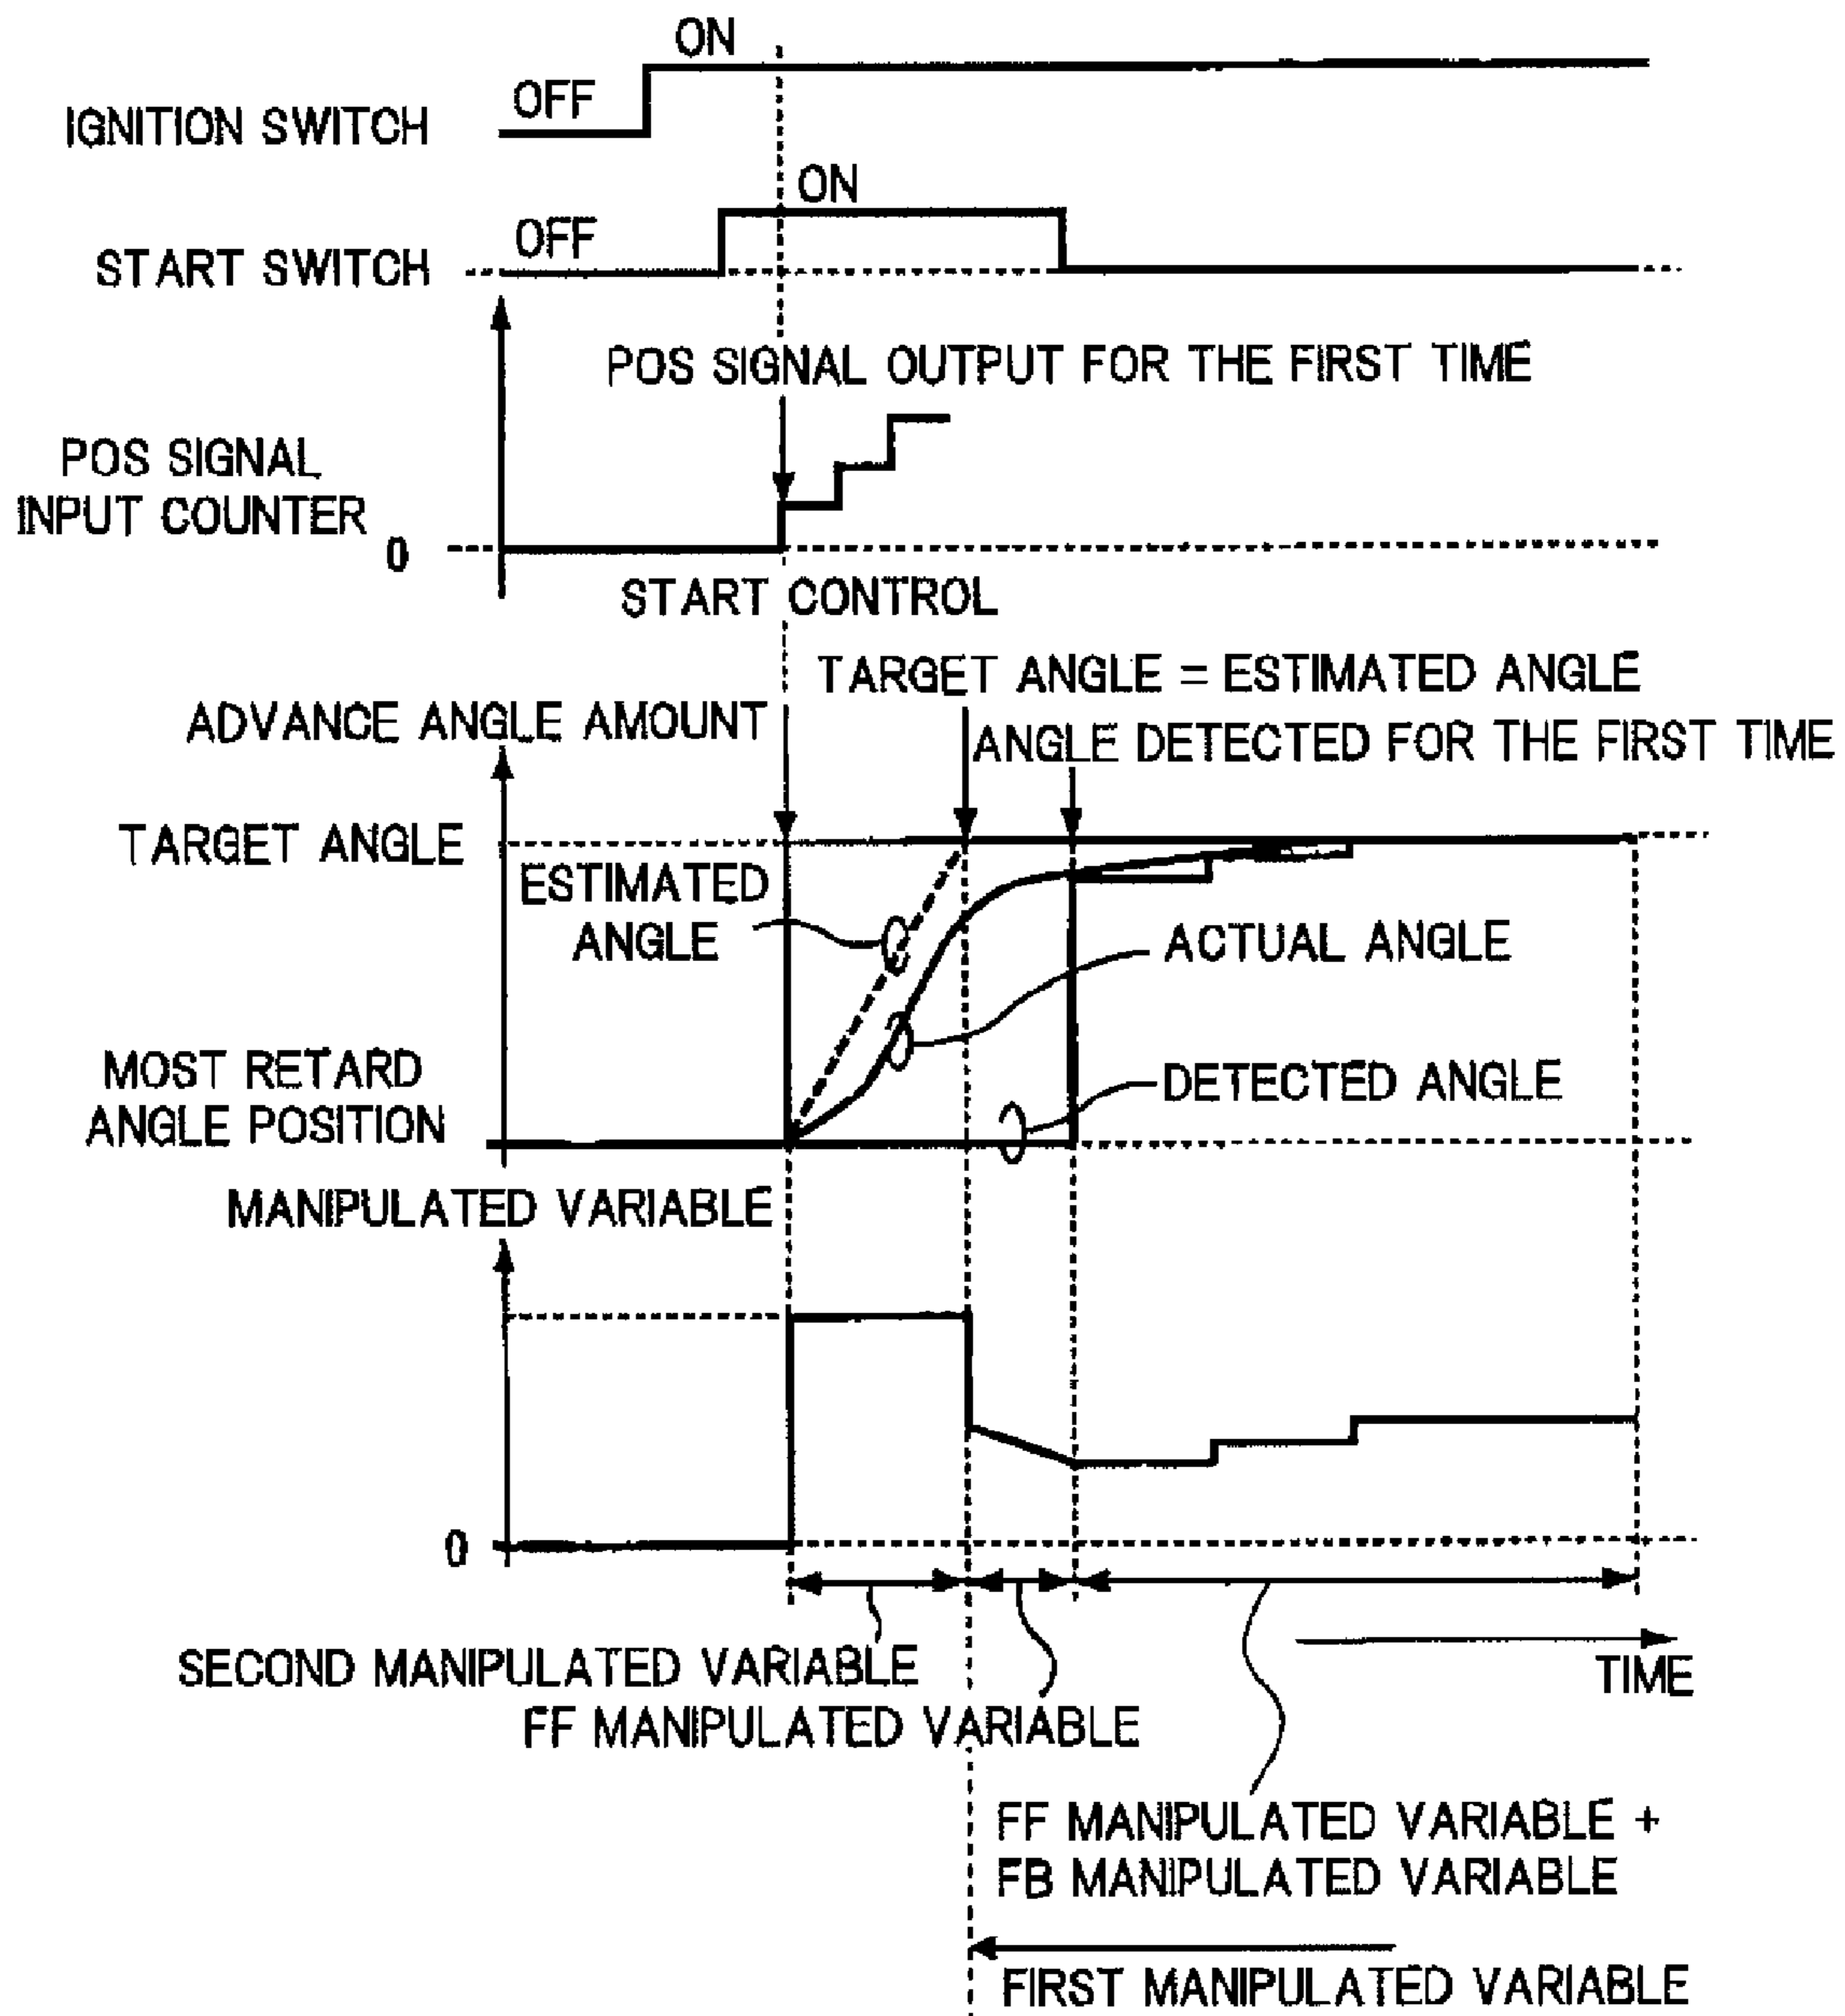 ON
OFF
IGNITION SWITCH
ON
OFF
START SWITCH
POS SIGNAL OUTPUT FOR THE FIRST TIME
POS SIGNAL
INPUT COUNTER
0
START CONTROL
TARGET ANGLE = ESTIMATED ANGLE
ADVANCE ANGLE AMOUNT
ANGLE DETECTED FOR THE FIRST TIME
TARGET ANGLE
ESTIMATED
ANGLE
ACTUAL ANGLE
MOST RETARD
ANGLE POSITION
DETECTED ANGLE
MANIPULATED VARIABLE
0
SECOND MANIPULATED VARIABLE
TIME
FF MANIPULATED VARIABLE
FF MANIPULATED VARIABLE +
FB MANIPULATED VARIABLE
FIRST MANIPULATED VARIABLE